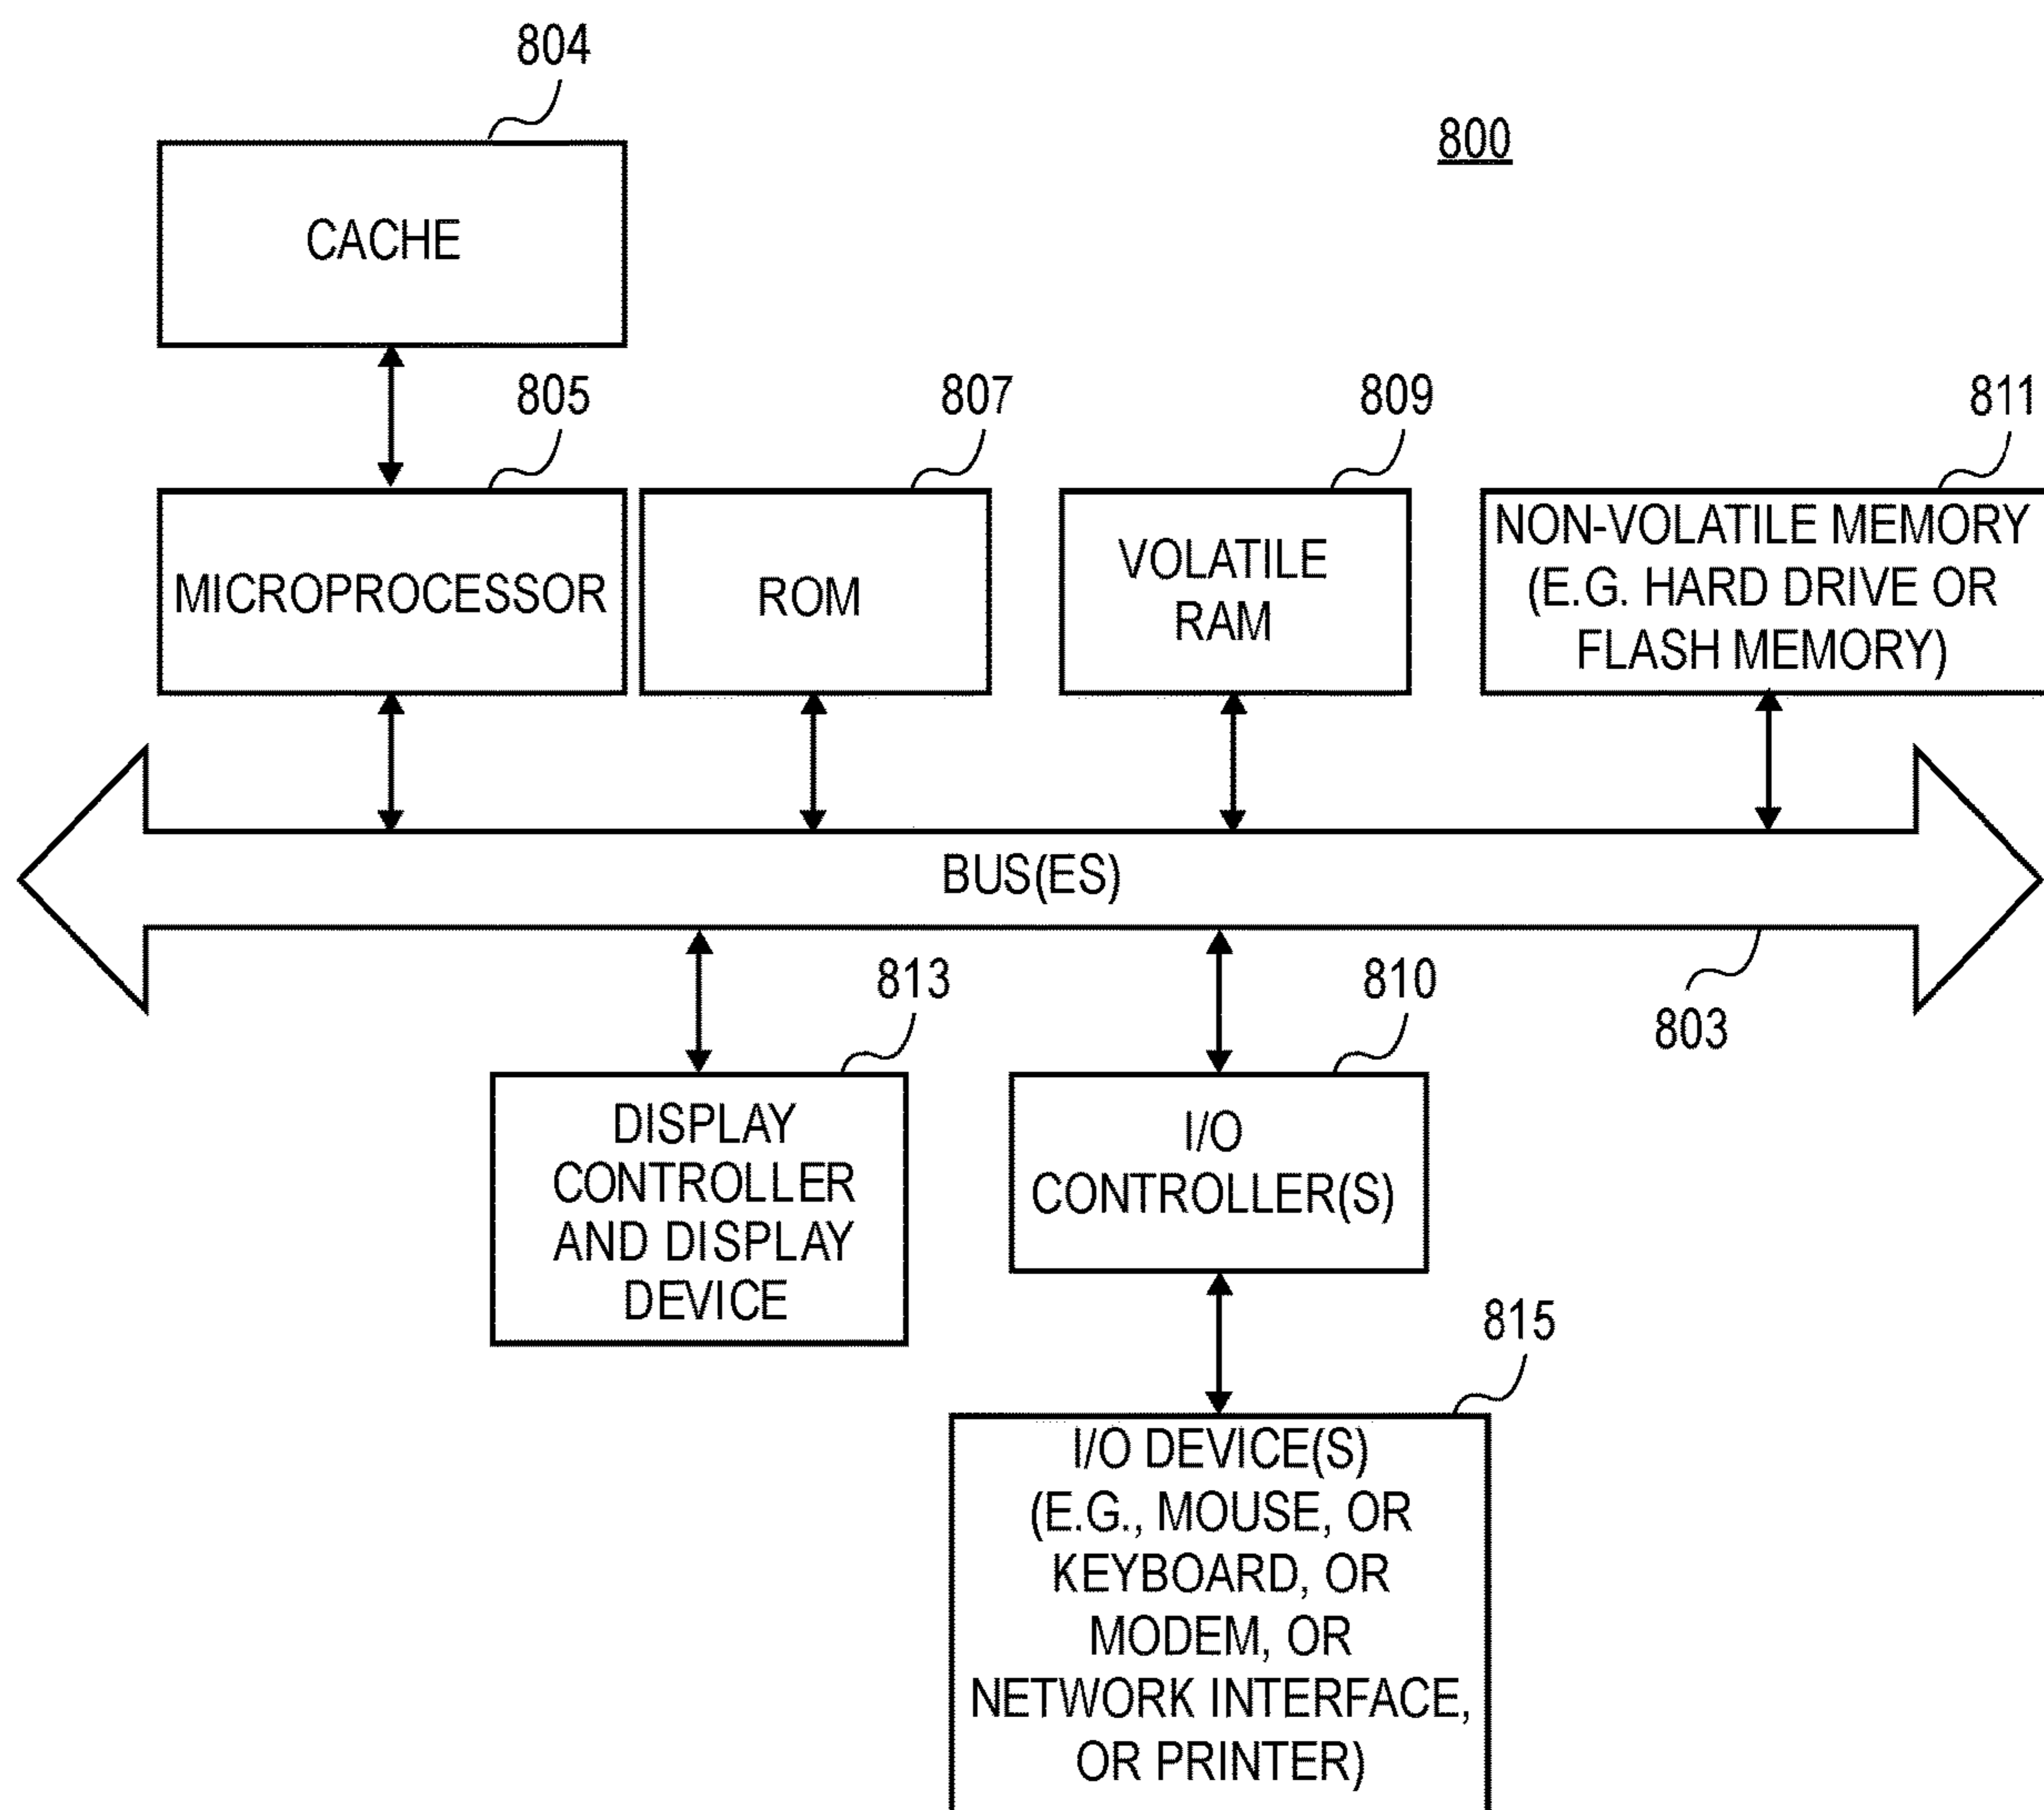 804
800
CACHE
805
807
809
811
MICROPROCESSOR
ROM
VOLATILE
RAM
NON-VOLATILE MEMORY
(E.G. HARD DRIVE OR
FLASH MEMORY)
BUS(ES)
803
813
810
DISPLAY
CONTROLLER
AND DISPLAY
DEVICE
I/O
CONTROLLER(S)
815
I/O DEVICE(S)
(E.G., MOUSE, OR
KEYBOARD, OR
MODEM, OR
NETWORK INTERFACE,
OR PRINTER)